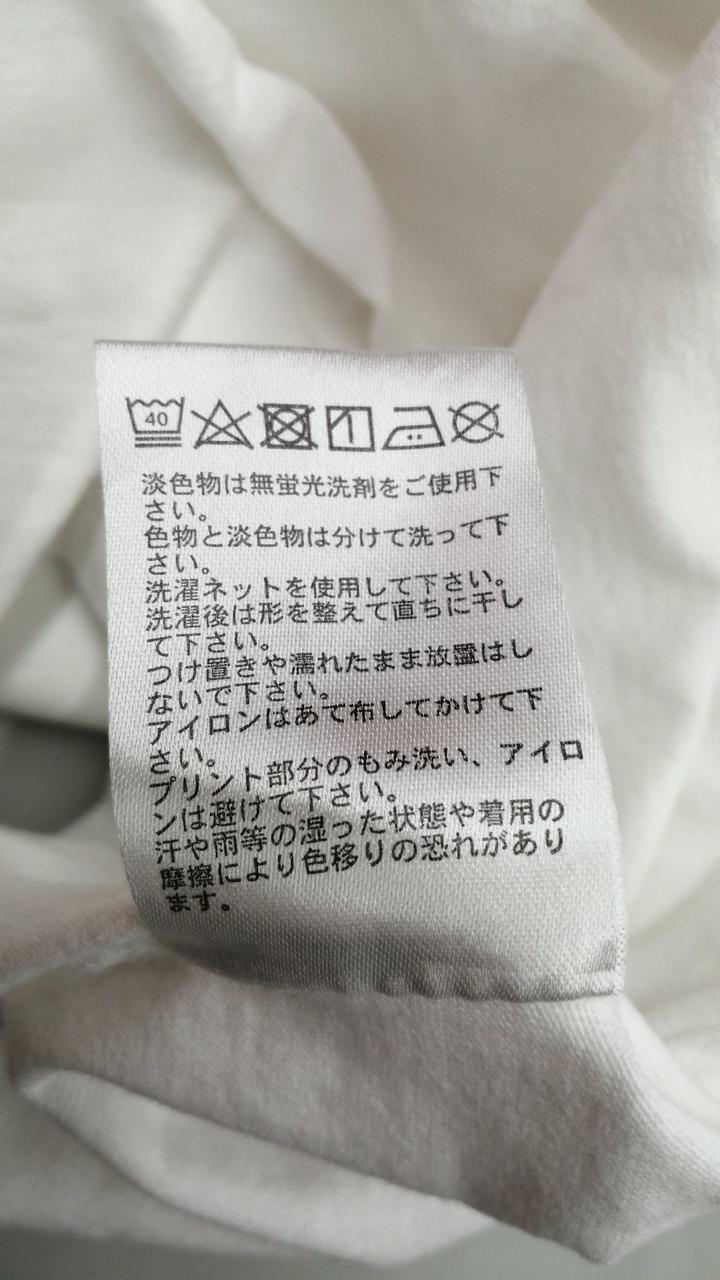 40
淡色物は無蛍光洗剤をご使用下
さい。
色物と淡色物は分けて洗って下
さい。
洗濯ネットを使用して下さい。
洗濯後は形を整えて直ちに干し
て下さい。
つけ置きや濡れたまま放置はし
ないで下さい。
アイロンはあて布してかけて下
さい。
プリント部分のもみ洗い、アイロ
ンは避けて下さい。
汗や雨等の湿った状態や着用の
摩擦により色移りの恐れがあり
ます。